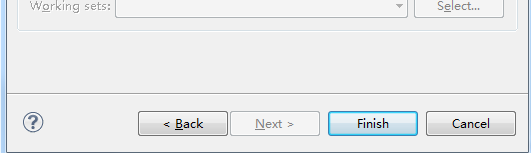 Working sets: Select...
? < Back Next > Finish Cancel